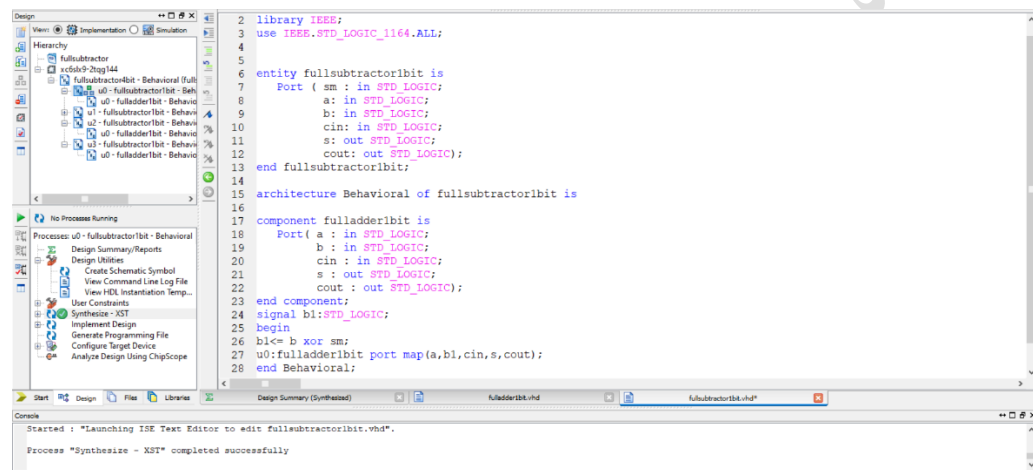 Design
View: Implementation Simulation
Hierarchy
fullsubtractor
xc6slx9-2tqg144
fullsubtractor4bit - Behavioral (fulls
u0 - fullsubtractor1bit - Beh
u0 - fulladder1bit - Behavio
u1 - fullsubtractor1bit - Behavi
u2 - fullsubtractor1bit - Behavi
u0 - fulladder1bit - Behavio
u3 - fullsubtractor1bit - Behavi
u0 - fulladder1bit - Behavio
No Processes Running
Processes: u0 - fullsubtractor1bit - Behavioral
Design Summary/Reports
Design Utilities
Create Schematic Symbol
View Command Line Log File
View HDL Instantiation Temp...
User Constraints
Synthesize - XST
Implement Design
Generate Programming File
Configure Target Device
Analyze Design Using ChipScope
Start Design Files Libraries
2 library IEEE;
3 use IEEE.STD_LOGIC_1164.ALL;
4
5
6 entity fullsubtractor1bit is
7 Port ( sm : in STD_LOGIC;
8 a: in STD_LOGIC;
9 b: in STD_LOGIC;
10 cin: in STD_LOGIC;
11 s: out STD_LOGIC;
12 cout: out STD_LOGIC);
13 end fullsubtractor1bit;
14
15 architecture Behavioral of fullsubtractor1bit is
16
17 component fulladder1bit is
18 Port( a : in STD_LOGIC;
19 b : in STD_LOGIC;
20 cin : in STD_LOGIC;
21 s : out STD_LOGIC;
22 cout : out STD_LOGIC);
23 end component;
24 signal b1:STD_LOGIC;
25 begin
26 b1<= b xor sm;
27 u0:fulladder1bit port map(a,b1,cin,s,cout);
28 end Behavioral;
Design Summary (Synthesized) fulladder1bit.vhd fullsubtractor1bit.vhd*
Console
Started : "Launching ISE Text Editor to edit fullsubtractor1bit.vhd".
Process "Synthesize - XST" completed successfully